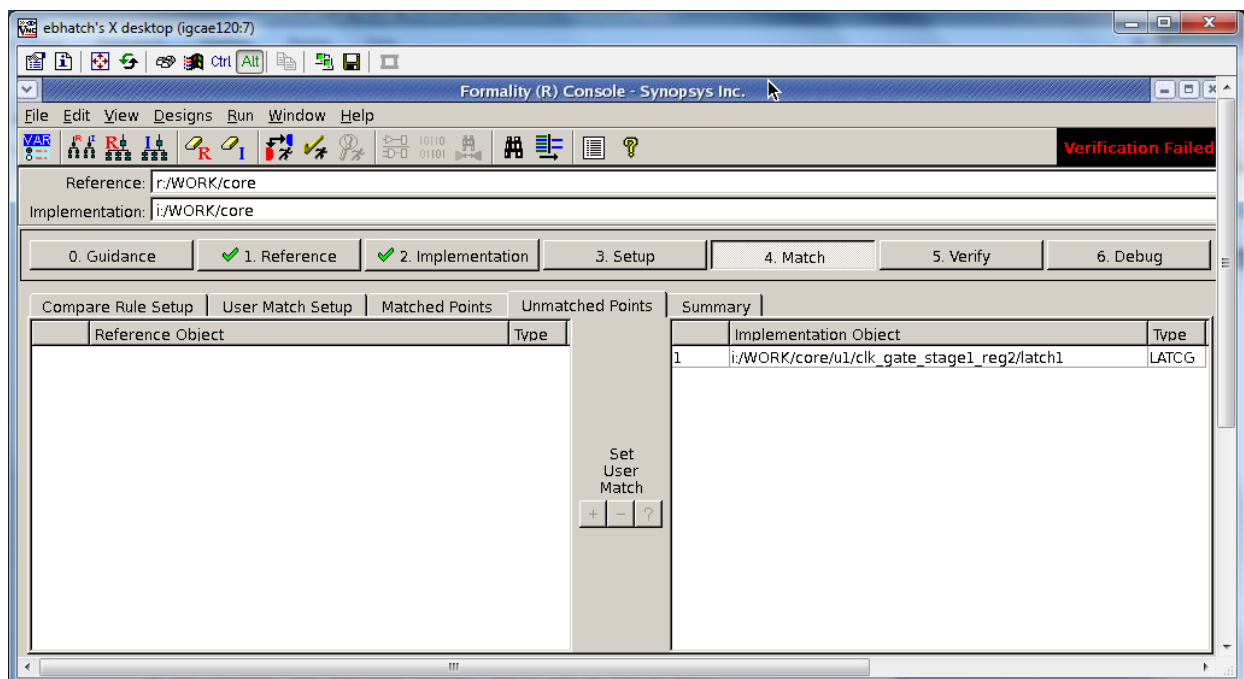 ebhatch's X desktop (igcae120:7)
Ctrl Alt
Formality (R) Console - Synopsys Inc.
File Edit View Designs Run Window Help
Verification Failed
Reference: r:/WORK/core
Implementation: i:/WORK/core
0. Guidance 1. Reference 2. Implementation 3. Setup 4. Match 5. Verify 6. Debug
Compare Rule Setup User Match Setup Matched Points Unmatched Points Summary
Reference Object Type Implementation Object Type
1 i:/WORK/core/u1/clk_gate_stage1_reg2/latch1 LATCG
Set
User
Match
+ - ?